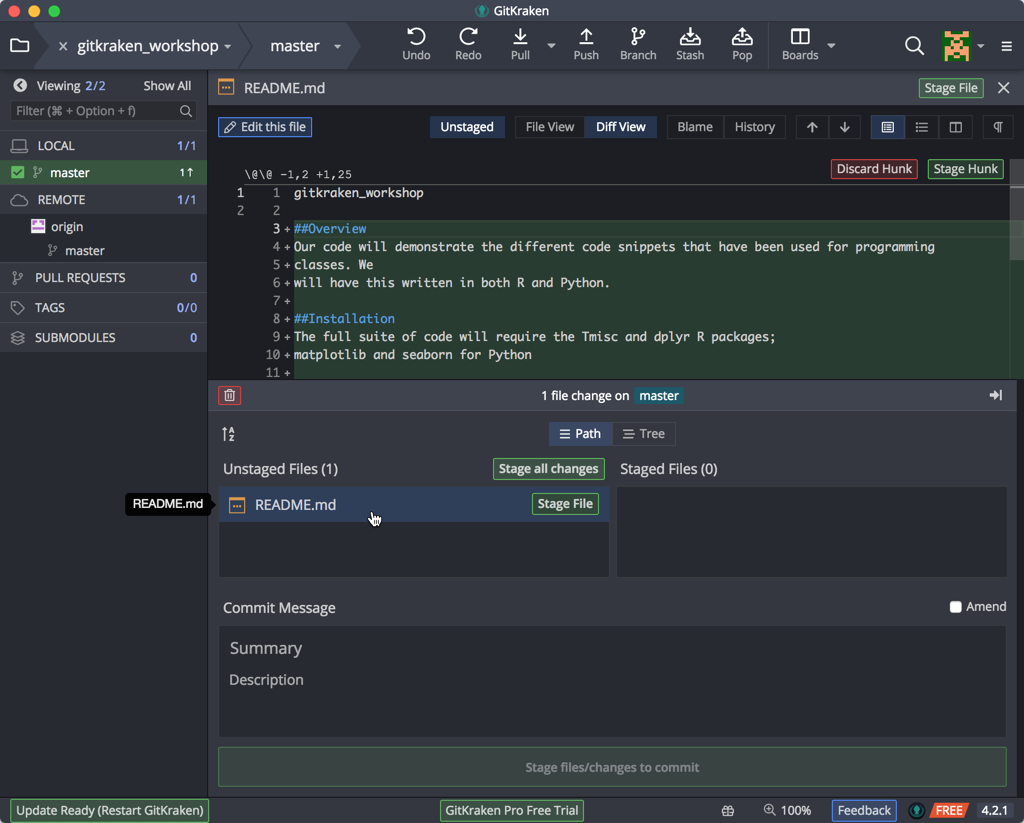 GitKraken
gitkraken_workshop
master
Undo
Redo
Pull
Push
Branch
Stash
Pop
Boards
Viewing 2/2
Show All
Filter (⌘ + Option + f)
LOCAL 1/1
master 1↑
REMOTE 1/1
origin
master
PULL REQUESTS 0
TAGS 0/0
SUBMODULES 0
README.md
Stage File
Edit this file
Unstaged
File View
Diff View
Blame
History
\@\@ -1,2 +1,25
Discard Hunk
Stage Hunk
1 1 gitkraken_workshop
2 2
3 + ##Overview
4 + Our code will demonstrate the different code snippets that have been used for programming
5 + classes. We
6 + will have this written in both R and Python.
7 +
8 + ##Installation
9 + The full suite of code will require the Tmisc and dplyr R packages;
10 + matplotlib and seaborn for Python
11 +
1 file change on master
Path
Tree
Unstaged Files (1)
Stage all changes
Staged Files (0)
README.md
README.md
Stage File
Commit Message
Amend
Summary
Description
Stage files/changes to commit
Update Ready (Restart GitKraken)
GitKraken Pro Free Trial
100%
Feedback
FREE
4.2.1